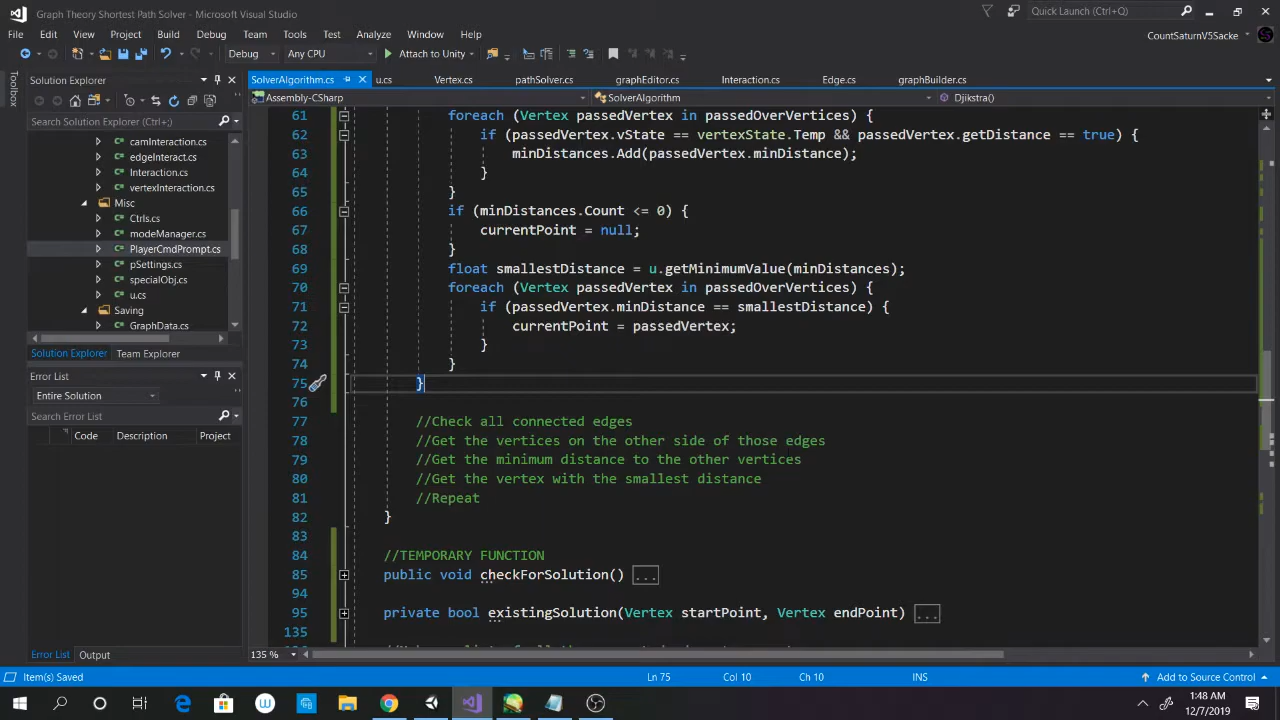 Graph Theory Shortest Path Solver - Microsoft Visual Studio
Quick Launch (Ctrl+Q)
File Edit View Project Build Debug Team Tools Test Analyze Window Help
CountSaturnV5Sacke
Debug Any CPU Attach to Unity
Toolbox
Solution Explorer
Search Solution Explorer (Ctrl+;)
camInteraction.cs
edgeInteract.cs
Interaction.cs
vertexInteraction.cs
Misc
Ctrls.cs
modeManager.cs
PlayerCmdPrompt.cs
pSettings.cs
specialObj.cs
u.cs
Saving
GraphData.cs
Solution Explorer Team Explorer
Error List
Entire Solution
Search Error List
Code Description Project
Error List Output
SolverAlgorithm.cs u.cs Vertex.cs pathSolver.cs graphEditor.cs Interaction.cs Edge.cs graphBuilder.cs
Assembly-CSharp SolverAlgorithm Djikstra()
61 foreach (Vertex passedVertex in passedOverVertices) {
62 if (passedVertex.vState == vertexState.Temp && passedVertex.getDistance == true) {
63 minDistances.Add(passedVertex.minDistance);
64 }
65 }
66 if (minDistances.Count <= 0) {
67 currentPoint = null;
68 }
69 float smallestDistance = u.getMinimumValue(minDistances);
70 foreach (Vertex passedVertex in passedOverVertices) {
71 if (passedVertex.minDistance == smallestDistance) {
72 currentPoint = passedVertex;
73 }
74 }
75 }
76
77 //Check all connected edges
78 //Get the vertices on the other side of those edges
79 //Get the minimum distance to the other vertices
80 //Get the vertex with the smallest distance
81 //Repeat
82 }
83
84 //TEMPORARY FUNCTION
85 public void checkForSolution() ...
94
95 private bool existingSolution(Vertex startPoint, Vertex endPoint) ...
135
135 %
Item(s) Saved Ln 75 Col 10 Ch 10 INS Add to Source Control
1:48 AM
12/7/2019